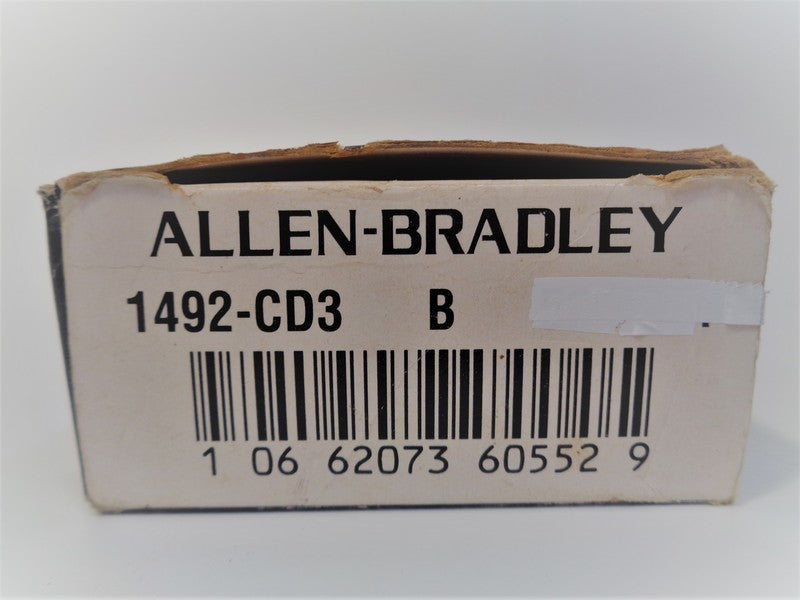 ALLEN-BRADLEY
1492-CD3 B
1 06 62073 60552 9